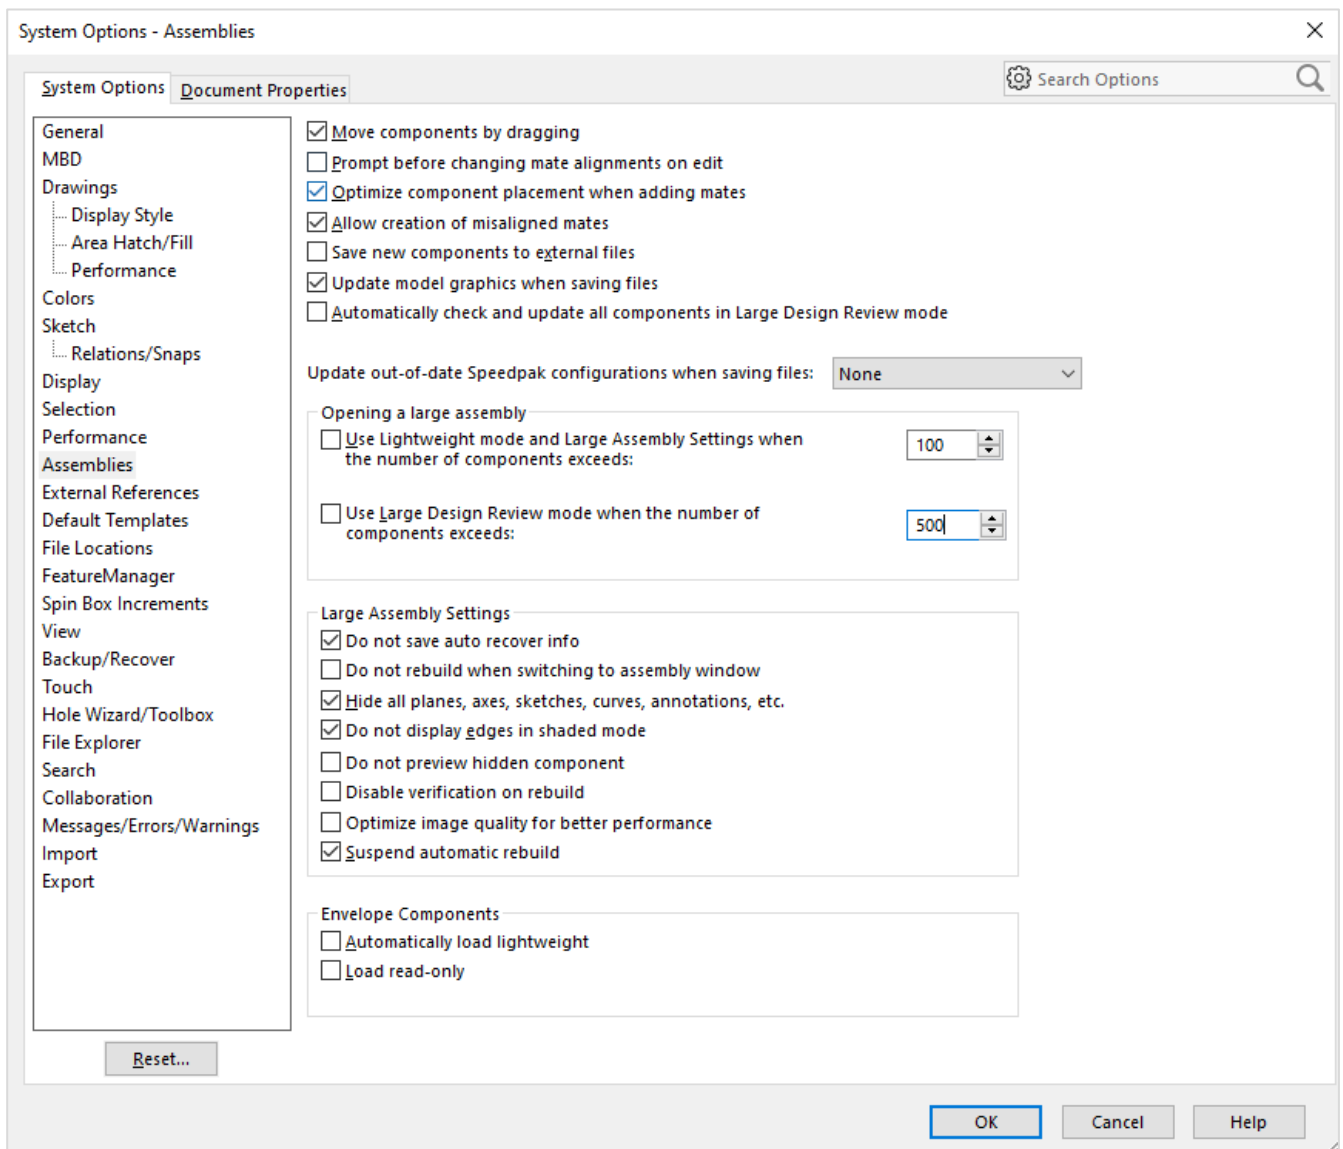 System Options - Assemblies
System Options
Document Properties
Search Options
General
MBD
Drawings
Display Style
Area Hatch/Fill
Performance
Colors
Sketch
Relations/Snaps
Display
Selection
Performance
Assemblies
External References
Default Templates
File Locations
FeatureManager
Spin Box Increments
View
Backup/Recover
Touch
Hole Wizard/Toolbox
File Explorer
Search
Collaboration
Messages/Errors/Warnings
Import
Export
Reset...
Move components by dragging
Prompt before changing mate alignments on edit
Optimize component placement when adding mates
Allow creation of misaligned mates
Save new components to external files
Update model graphics when saving files
Automatically check and update all components in Large Design Review mode
Update out-of-date Speedpak configurations when saving files: None
Opening a large assembly
Use Lightweight mode and Large Assembly Settings when
the number of components exceeds:
100
Use Large Design Review mode when the number of
components exceeds:
500
Large Assembly Settings
Do not save auto recover info
Do not rebuild when switching to assembly window
Hide all planes, axes, sketches, curves, annotations, etc.
Do not display edges in shaded mode
Do not preview hidden component
Disable verification on rebuild
Optimize image quality for better performance
Suspend automatic rebuild
Envelope Components
Automatically load lightweight
Load read-only
OK
Cancel
Help